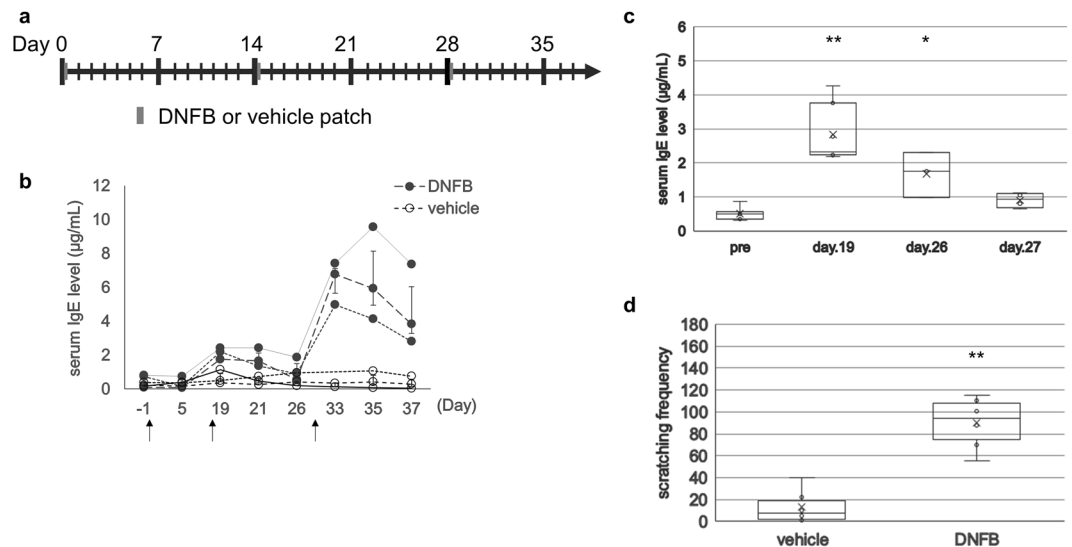 a
Day 0 7 14 21 28 35
DNFB or vehicle patch
b
serum IgE level (μg/mL)
12
10
8
6
4
2
0
DNFB
vehicle
-1 5 19 21 26 33 35 37 (Day)
c
serum IgE level (μg/mL)
6
5
4
3
2
1
0
** *
pre day.19 day.26 day.27
d
scratching frequency
180
160
140
120
100
80
60
40
20
0
**
vehicle DNFB